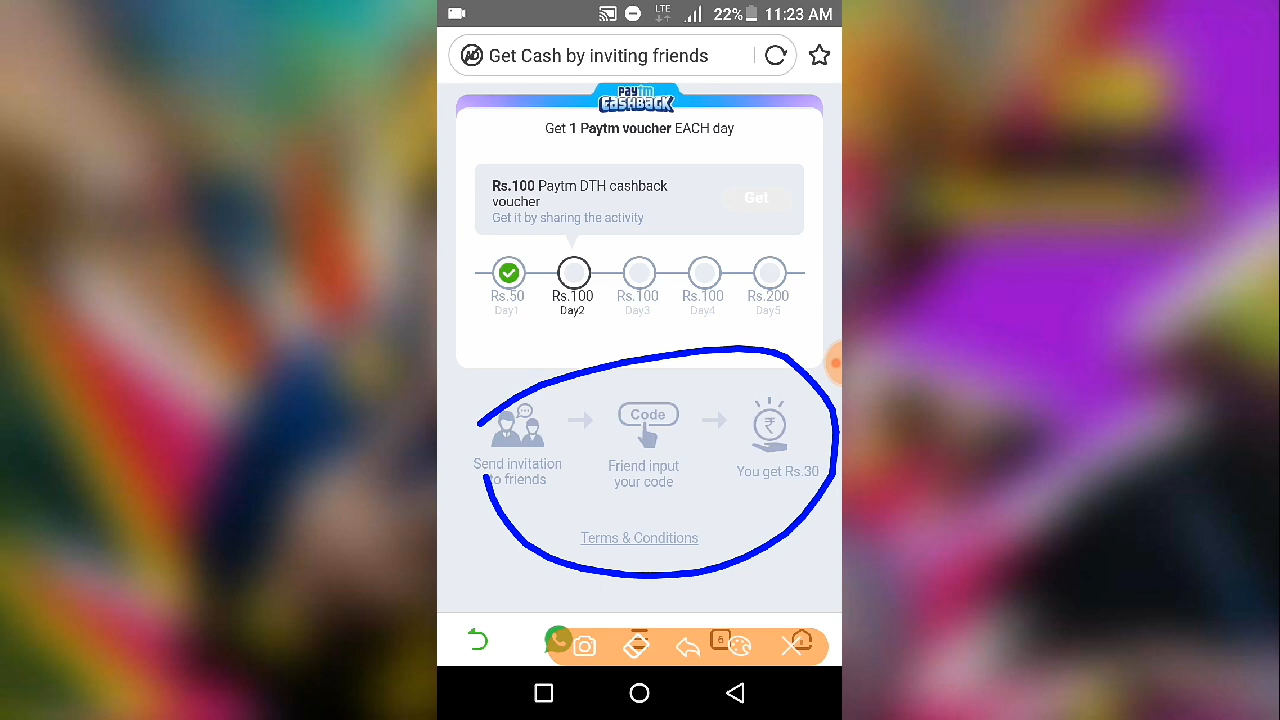 LTE
22%
11:23 AM
Get Cash by inviting friends
Paytm
CASHBACK
Get 1 Paytm voucher EACH day
Rs.100 Paytm DTH cashback
voucher
Get it by sharing the activity
Get
Rs.50
Rs.100
Rs.100
Rs.100
Rs.200
Day1
Day2
Day3
Day4
Day5
Code
Send invitation
to friends
Friend input
your code
You get Rs.30
Terms & Conditions
6